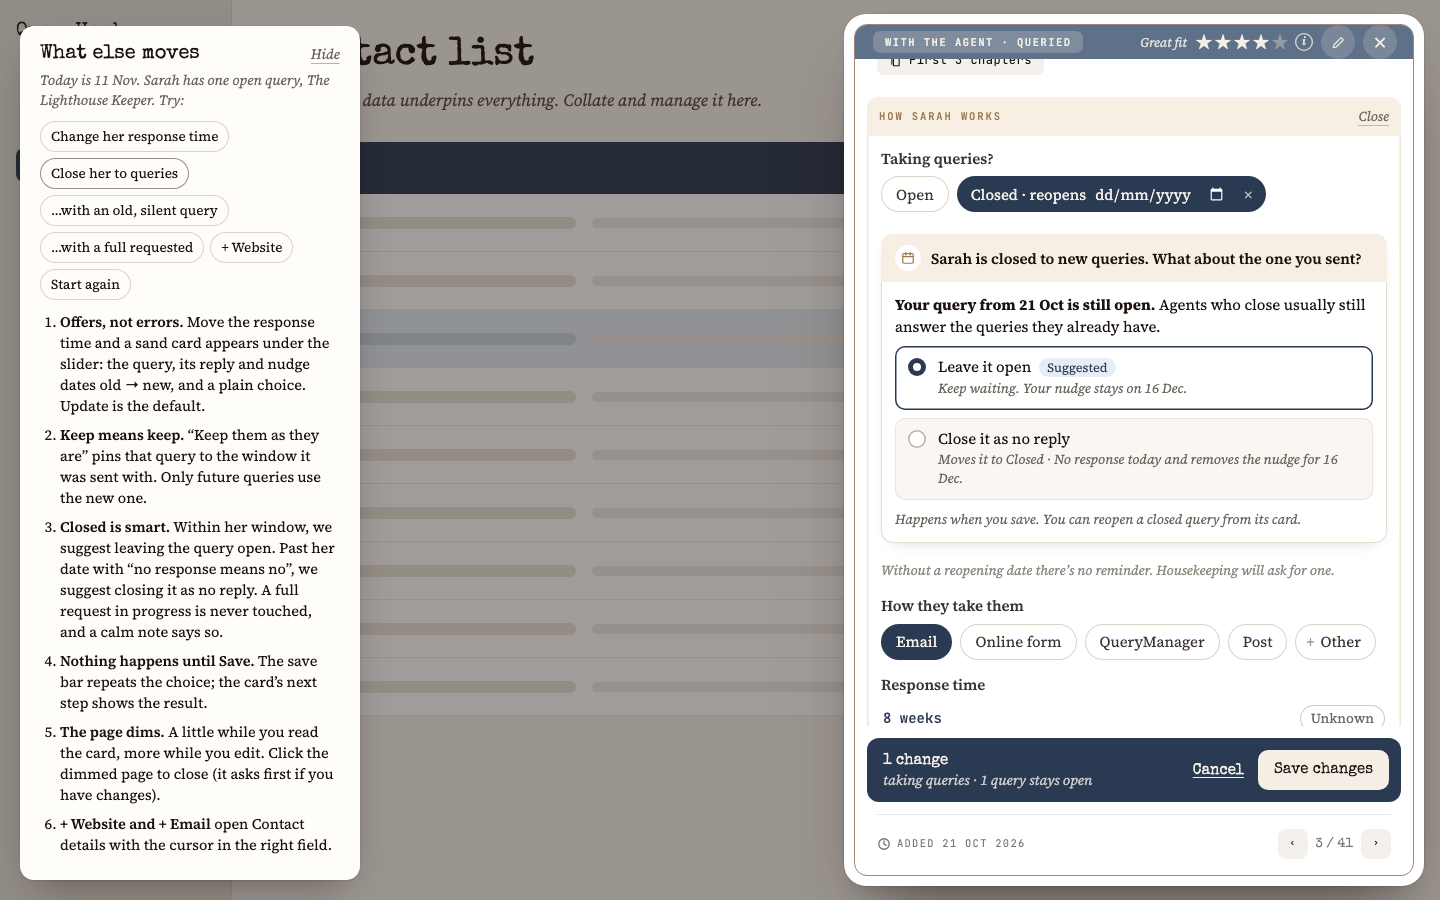 What else moves
Hide
Today is 11 Nov. Sarah has one open query, The
Lighthouse Keeper. Try:
Change her response time
Close her to queries
...with an old, silent query
...with a full requested
+ Website
Start again
1. Offers, not errors. Move the response
time and a sand card appears under the
slider: the query, its reply and nudge
dates old → new, and a plain choice.
Update is the default.
2. Keep means keep. “Keep them as they
are” pins that query to the window it
was sent with. Only future queries use
the new one.
3. Closed is smart. Within her window, we
suggest leaving the query open. Past her
date with “no response means no”, we
suggest closing it as no reply. A full
request in progress is never touched,
and a calm note says so.
4. Nothing happens until Save. The save
bar repeats the choice; the card’s next
step shows the result.
5. The page dims. A little while you read
the card, more while you edit. Click the
dimmed page to close (it asks first if you
have changes).
6. + Website and + Email open Contact
details with the cursor in the right field.
tact list
data underpins everything. Collate and manage it here.
WITH THE AGENT · QUERIED
Great fit
First 3 chapters
HOW SARAH WORKS
Close
Taking queries?
Open
Closed · reopens dd/mm/yyyy ×
Sarah is closed to new queries. What about the one you sent?
Your query from 21 Oct is still open. Agents who close usually still
answer the queries they already have.
Leave it open Suggested
Keep waiting. Your nudge stays on 16 Dec.
Close it as no reply
Moves it to Closed · No response today and removes the nudge for 16
Dec.
Happens when you save. You can reopen a closed query from its card.
Without a reopening date there’s no reminder. Housekeeping will ask for one.
How they take them
Email
Online form
QueryManager
Post
+ Other
Response time
8 weeks
Unknown
1 change
taking queries · 1 query stays open
Cancel
Save changes
ADDED 21 OCT 2026
‹ 3 / 41 ›